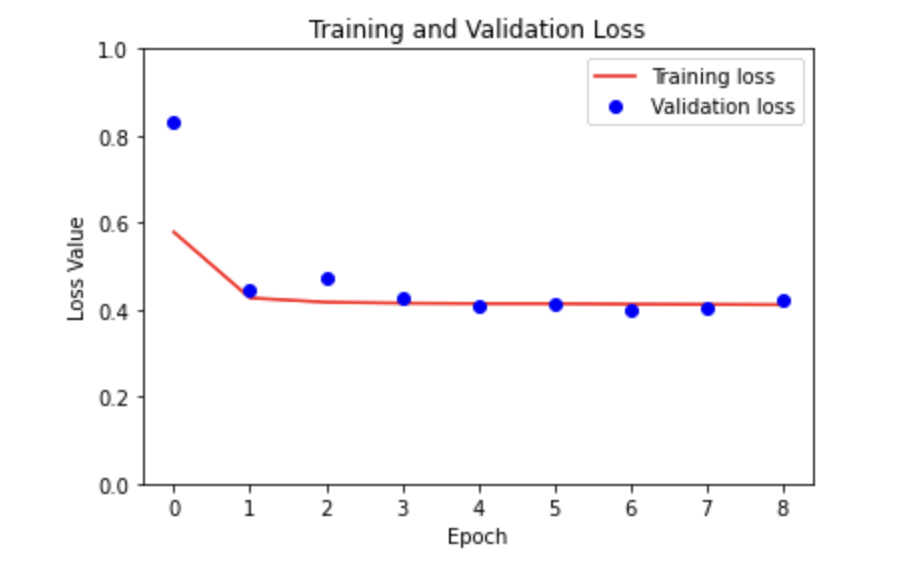 Training and Validation Loss
1.0
Training loss
Validation loss
0.8
0.6
0.4
0.2
0.0
Loss Value
0 1 2 3 4 5 6 7 8
Epoch